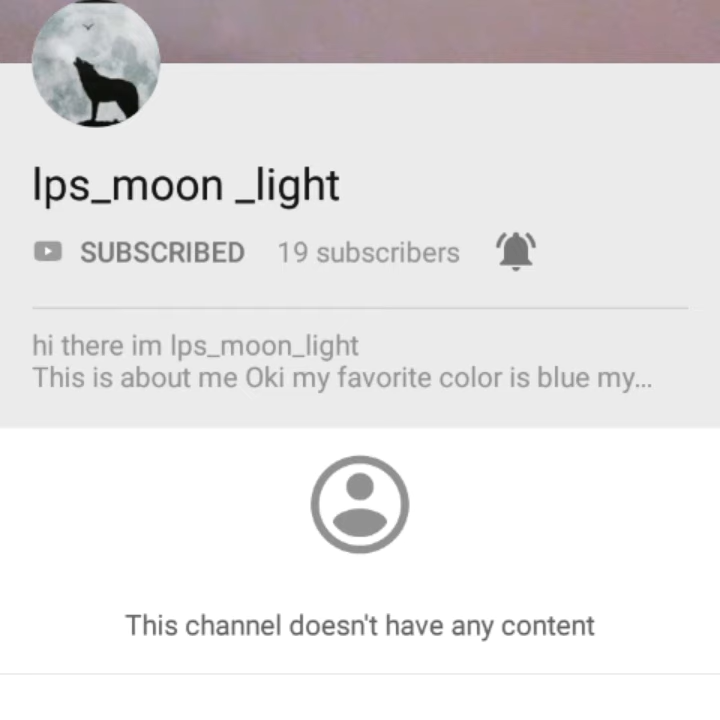 lps_moon _light
SUBSCRIBED 19 subscribers
hi there im lps_moon_light
This is about me Oki my favorite color is blue my...
This channel doesn't have any content